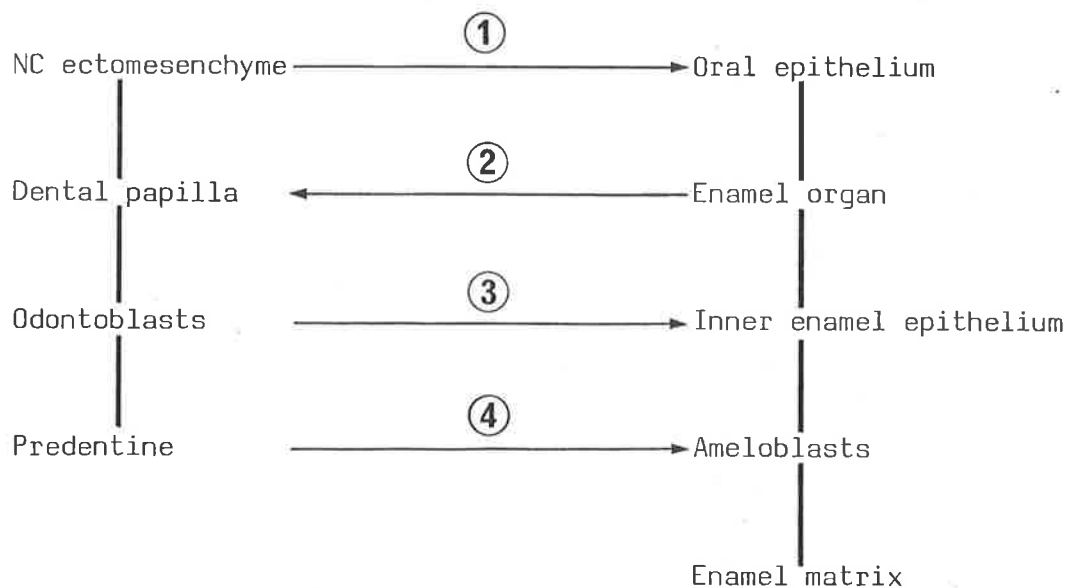 ①
NC ectomesenchyme Oral epithelium
②
Dental papilla Enamel organ
③
Odontoblasts Inner enamel epithelium
④
Predentine Ameloblasts
Enamel matrix